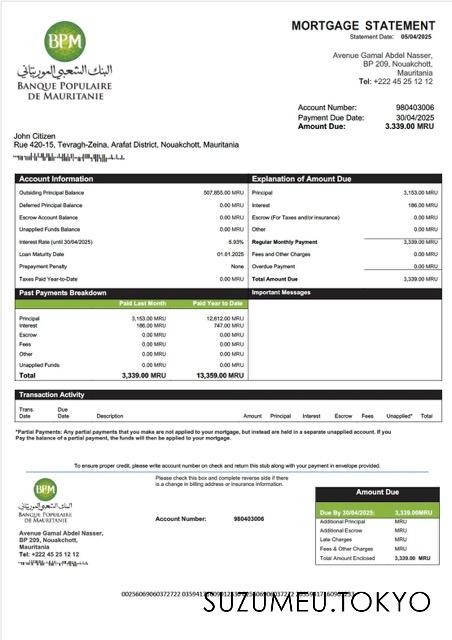 MORTGAGE STATEMENT
Statement Date: 05/04/2025
BPM
البنك الشعبي الموريتاني
BANQUE POPULAIRE
DE MAURITANIE
Avenue Gamal Abdel Nasser,
BP 209, Nouakchott,
Mauritania
Tel: +222 45 25 12 12
Account Number: 980403006
Payment Due Date: 30/04/2025
Amount Due: 3.339.00 MRU
John Citizen
Rue 420-15, Tevragh-Zeina, Arafat District, Nouakchott, Mauritania
Account Information
Outsiding Principal Balance 507,855.00 MRU
Deferred Principal Balance 0.00 MRU
Escrow Account Balance 0.00 MRU
Unapplied Funds Balance 0.00 MRU
Interest Rate (until 30/04/2025) 5.93%
Loan Maturity Date 01.01.2025
Prepayment Penalty None
Taxes Paid Year-to-Date 0.00 MRU
Explanation of Amount Due
Principal 3,153.00 MRU
Interest 186.00 MRU
Escrow (For Taxes and/or insurance) 0.00 MRU
Other 0.00 MRU
Regular Monthly Payment 3,339.00 MRU
Fees and Other Charges 0.00 MRU
Overdue Payment 0.00 MRU
Total Amount Due 3,339.00 MRU
Past Payments Breakdown
Paid Last Month Paid Year to Date
Principal 3,153.00 MRU 12,612.00 MRU
Interest 186.00 MRU 747.00 MRU
Escrow 0.00 MRU 0.00 MRU
Fees 0.00 MRU 0.00 MRU
Other 0.00 MRU 0.00 MRU
Unapplied Funds 0.00 MRU 0.00 MRU
Total 3,339.00 MRU 13,359.00 MRU
Important Messages
Transcation Activity
Trans. Date Due Date Description Amount Principal Interest Escrow Fees Unapplied* Total
*Partial Payments: Any partial payments that you make are not applied to your mortgage, but instead are held in a separate unapplied account. If you
Pay the balance of a partial payment, the funds will then be applied to your mortgage.
To ensure proper credit, please write account number on check and return this stub along with your payment in envelope provided.
BPM
البنك الشعبي الموريتاني
BANQUE POPULAIRE
DE MAURITANIE
Avenue Gamal Abdel Nasser,
BP 209, Nouakchott,
Mauritania
Tel: +222 45 25 12 12
Please check this box and complete reverse side if there
is a change in billing address or insurance information.
Account Number: 980403006
Amount Due
Due By 30/04/2025: 3,339.00MRU
Additional Principal MRU
Additional Escrow MRU
Late Charges MRU
Fees & Other Charges MRU
Total Amount Enclosed 3,339.00 MRU
SUZUMEU.TOKYO